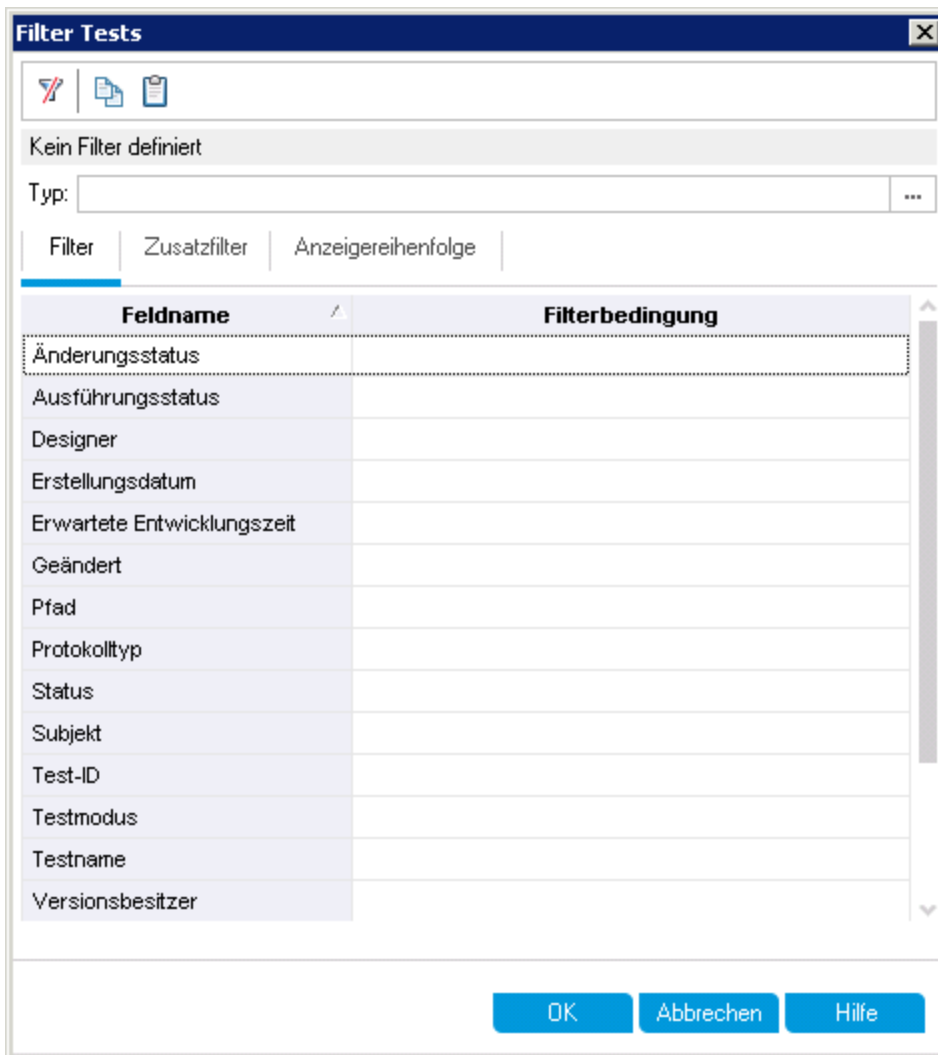 Filter Tests
Kein Filter definiert
Typ: ...
Filter Zusatzfilter Anzeigereihenfolge
Feldname Filterbedingung
Änderungsstatus
Ausführungsstatus
Designer
Erstellungsdatum
Erwartete Entwicklungszeit
Geändert
Pfad
Protokolltyp
Status
Subjekt
Test-ID
Testmodus
Testname
Versionsbesitzer
OK Abbrechen Hilfe